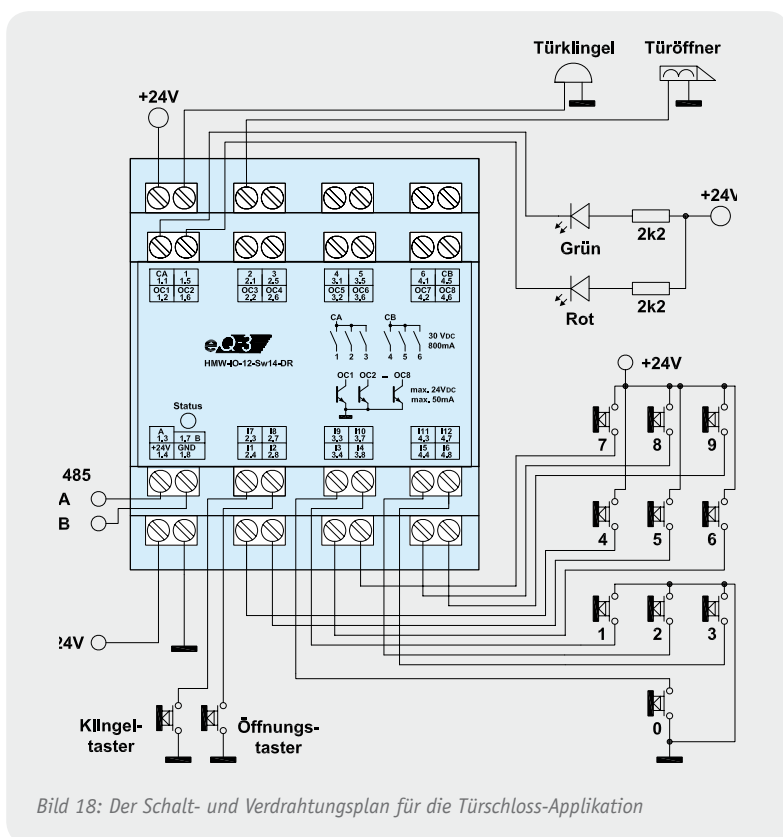 Türklingel Türöffner
+24V
+24V
Grün 2k2
Rot 2k2
CA 1
1.1 1.5
OC1 OC2
1.2 1.6
2 3
2.1 2.5
OC3 OC4
2.2 2.6
4 5
3.1 3.5
OC5 OC6
3.2 3.6
6 CB
4.1 4.5
OC7 OC8
4.2 4.6
CA CB
30 VDC
800mA
1 2 3 4 5 6
eQ-3
HMW-IO-12-Sw14-DR
OC1 OC2 – OC8
max. 24VDC
max. 50mA
Status
A
1.3 1.7 B
+24V GND
1.4 1.8
I7 I8
2.3 2.7
I1 I2
2.4 2.8
I9 I10
3.3 3.7
I3 I4
3.4 3.8
I11 I12
4.3 4.7
I5 I6
4.4 4.8
+24V
7 8 9
485
A
B
4 5 6
1 2 3
24V
0
Klingel-
taster
Öffnungs-
taster
Bild 18: Der Schalt- und Verdrahtungsplan für die Türschloss-Applikation